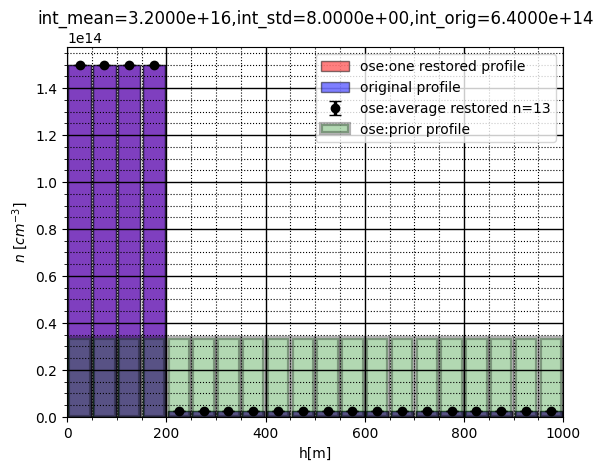 int_mean=3.2000e+16,int_std=8.0000e+00,int_orig=6.4000e+14
1e14
ose:one restored profile
original profile
ose:average restored n=13
ose:prior profile
1.4
1.2
1.0
0.8
0.6
0.4
0.2
0.0
n [cm⁻³]
0 200 400 600 800 1000
h[m]